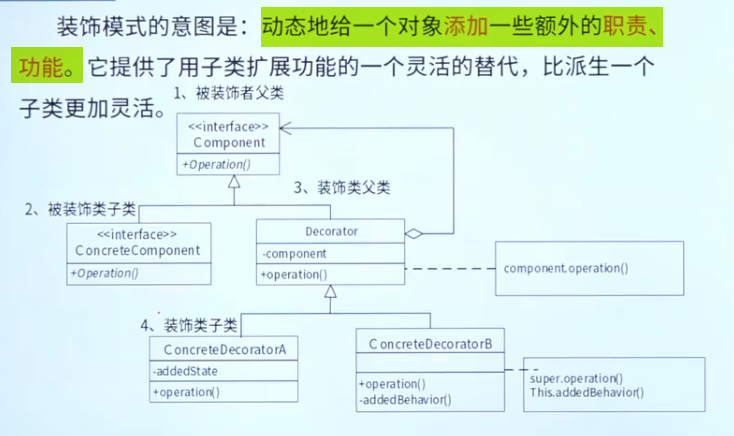 装饰模式的意图是：动态地给一个对象添加一些额外的职责、
功能。它提供了用子类扩展功能的一个灵活的替代，比派生一个
子类更加灵活。
1、被装饰者父类
<<interface>>
Component
+Operation()
3、装饰类父类
2、被装饰类子类
<<interface>>
ConcreteComponent
+Operation()
Decorator
-component
+operation()
component.operation()
4、装饰类子类
ConcreteDecoratorA
-addedState
+operation()
ConcreteDecoratorB
+operation()
-addedBehavior()
super.operation()
This.addedBehavior()